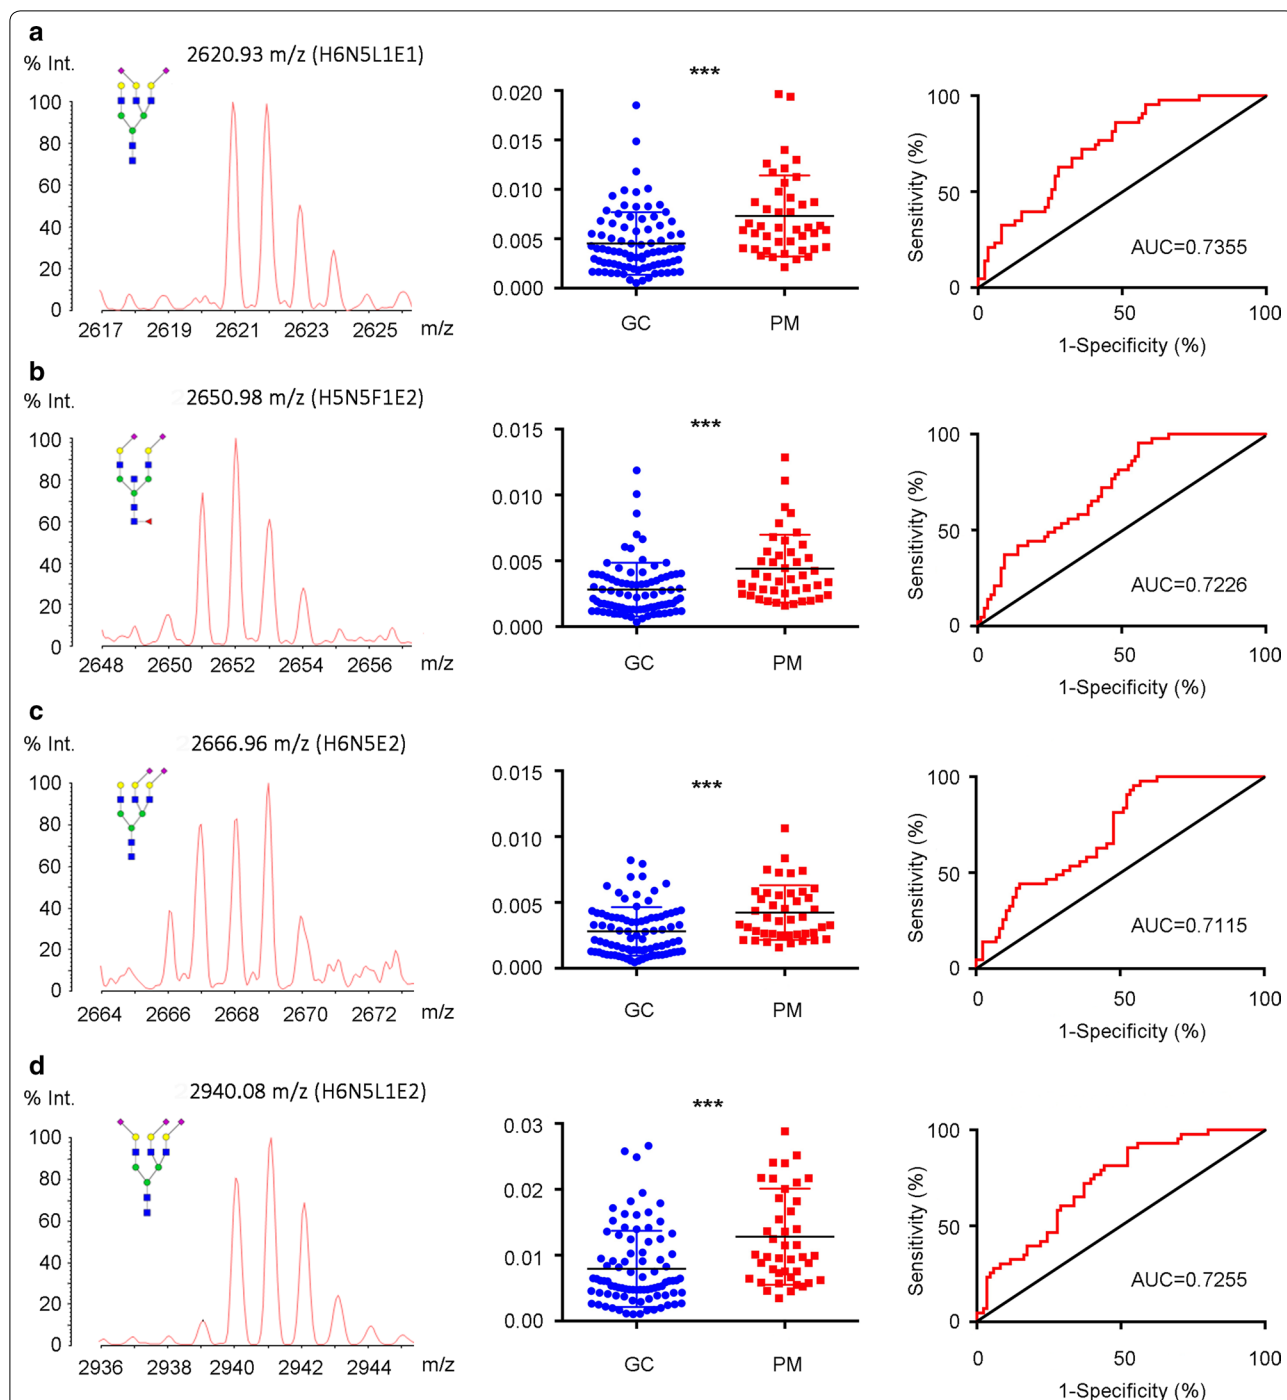 a
2620.93 m/z (H6N5L1E1)
% Int.
100
80
60
40
20
0
2617 2619 2621 2623 2625 m/z
***
0.020
0.015
0.010
0.005
0.000
GC PM
Sensitivity (%)
100
50
0
AUC=0.7355
0 50 100
1-Specificity (%)
b
2650.98 m/z (H5N5F1E2)
% Int.
100
80
60
40
20
0
2648 2650 2652 2654 2656 m/z
***
0.015
0.010
0.005
0.000
GC PM
Sensitivity (%)
100
50
0
AUC=0.7226
0 50 100
1-Specificity (%)
c
2666.96 m/z (H6N5E2)
% Int.
100
80
60
40
20
0
2664 2666 2668 2670 2672 m/z
***
0.015
0.010
0.005
0.000
GC PM
Sensitivity (%)
100
50
0
AUC=0.7115
0 50 100
1-Specificity (%)
d
2940.08 m/z (H6N5L1E2)
% Int.
100
80
60
40
20
0
2936 2938 2940 2942 2944 m/z
***
0.03
0.02
0.01
0.00
GC PM
Sensitivity (%)
100
50
0
AUC=0.7255
0 50 100
1-Specificity (%)